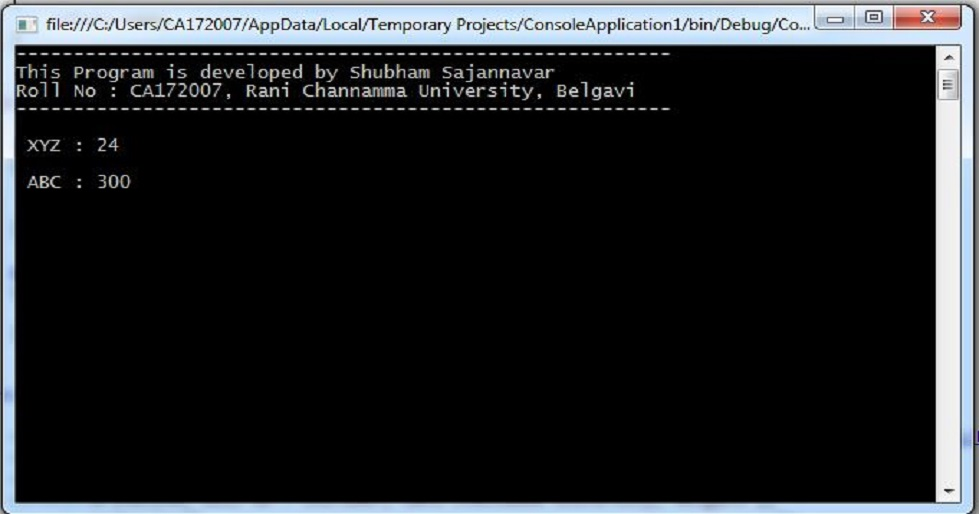 file:///C:/Users/CA172007/AppData/Local/Temporary Projects/ConsoleApplication1/bin/Debug/Co...
-----------------------------------------------------------
This Program is developed by Shubham Sajannavar
Roll No : CA172007, Rani Channamma University, Belgavi
-----------------------------------------------------------
XYZ : 24
ABC : 300